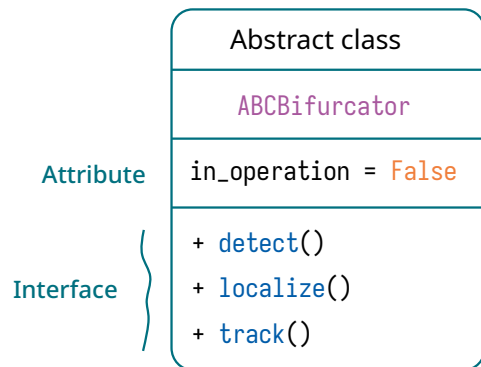 Abstract class
ABCBifurcator
Attribute
in_operation = False
Interface
+ detect()
+ localize()
+ track()